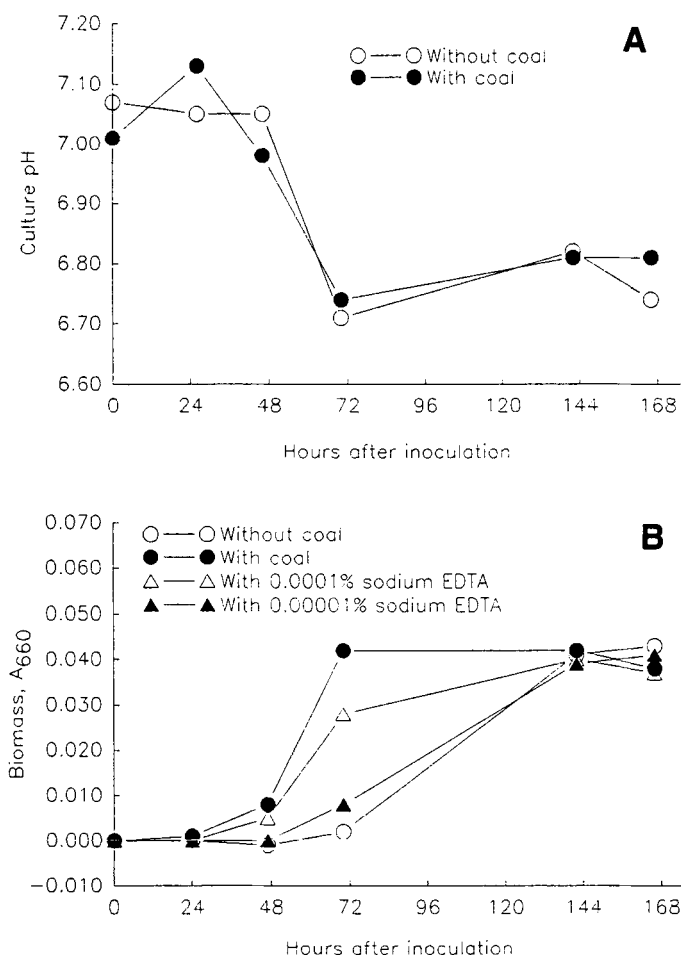 A
Without coal
With coal
7.20
7.10
7.00
6.90
6.80
6.70
6.60
Culture pH
0 24 48 72 96 120 144 168
Hours after inoculation
B
Without coal
With coal
With 0.0001% sodium EDTA
With 0.00001% sodium EDTA
0.070
0.060
0.050
0.040
0.030
0.020
0.010
0.000
−0.010
Biomass, A660
0 24 48 72 96 120 144 168
Hours after inoculation